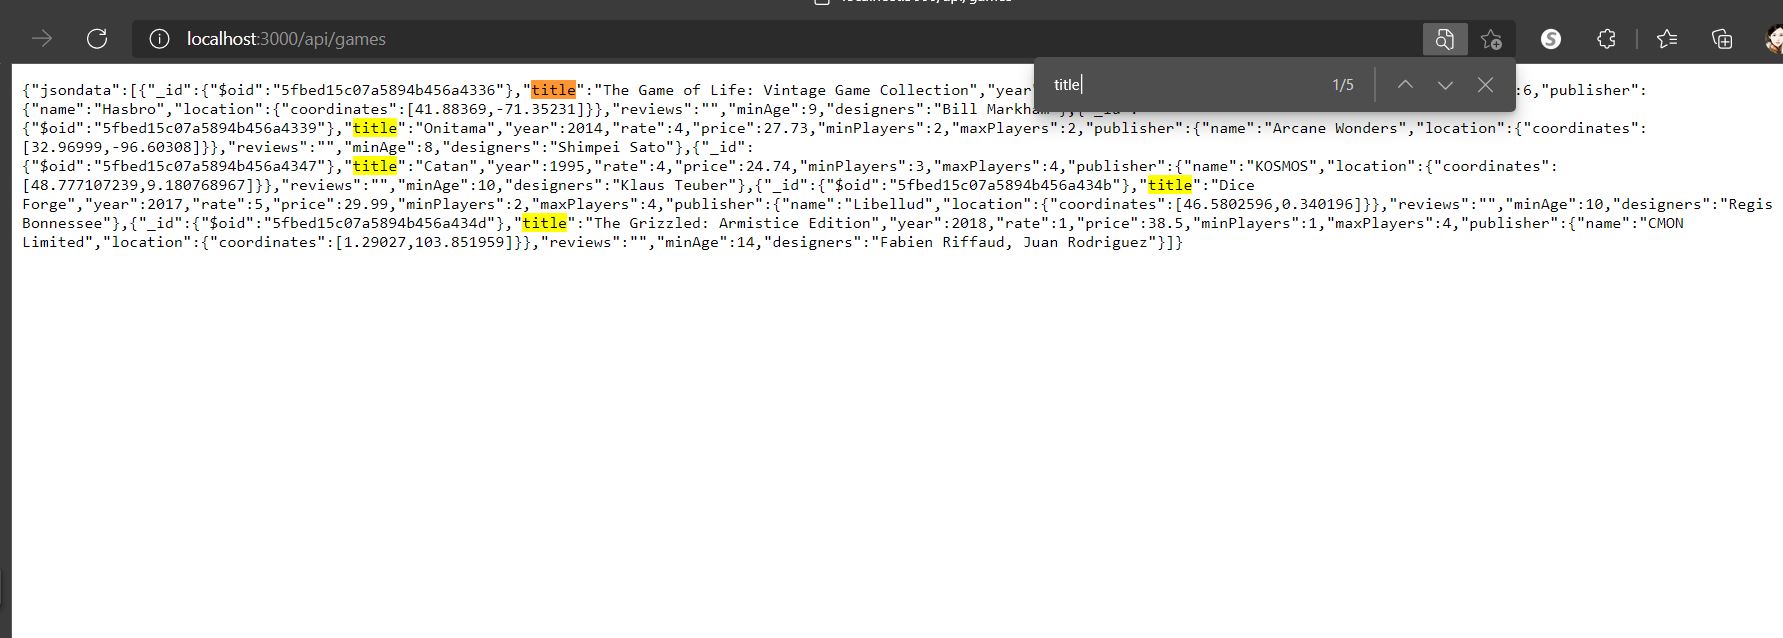 localhost:3000/api/games
title 1/5
{"jsondata":[{"_id":{"$oid":"5fbed15c07a5894b456a4336"},"title":"The Game of Life: Vintage Game Collection","year :6,"publisher":
{"name":"Hasbro","location":{"coordinates":[41.88369,-71.35231]}},"reviews":"","minAge":9,"designers":"Bill Markham"},{"_id":
{"$oid":"5fbed15c07a5894b456a4339"},"title":"Onitama","year":2014,"rate":4,"price":27.73,"minPlayers":2,"maxPlayers":2,"publisher":{"name":"Arcane Wonders","location":{"coordinates":
[32.96999,-96.60308]}},"reviews":"","minAge":8,"designers":"Shimpei Sato"},{"_id":
{"$oid":"5fbed15c07a5894b456a4347"},"title":"Catan","year":1995,"rate":4,"price":24.74,"minPlayers":3,"maxPlayers":4,"publisher":{"name":"KOSMOS","location":{"coordinates":
[48.777107239,9.180768967]}},"reviews":"","minAge":10,"designers":"Klaus Teuber"},{"_id":{"$oid":"5fbed15c07a5894b456a434b"},"title":"Dice
Forge","year":2017,"rate":5,"price":29.99,"minPlayers":2,"maxPlayers":4,"publisher":{"name":"Libellud","location":{"coordinates":[46.5802596,0.340196]}},"reviews":"","minAge":10,"designers":"Regis
Bonnessee"},{"_id":{"$oid":"5fbed15c07a5894b456a434d"},"title":"The Grizzled: Armistice Edition","year":2018,"rate":1,"price":38.5,"minPlayers":1,"maxPlayers":4,"publisher":{"name":"CMON
Limited","location":{"coordinates":[1.29027,103.851959]}},"reviews":"","minAge":14,"designers":"Fabien Riffaud, Juan Rodriguez"}]}